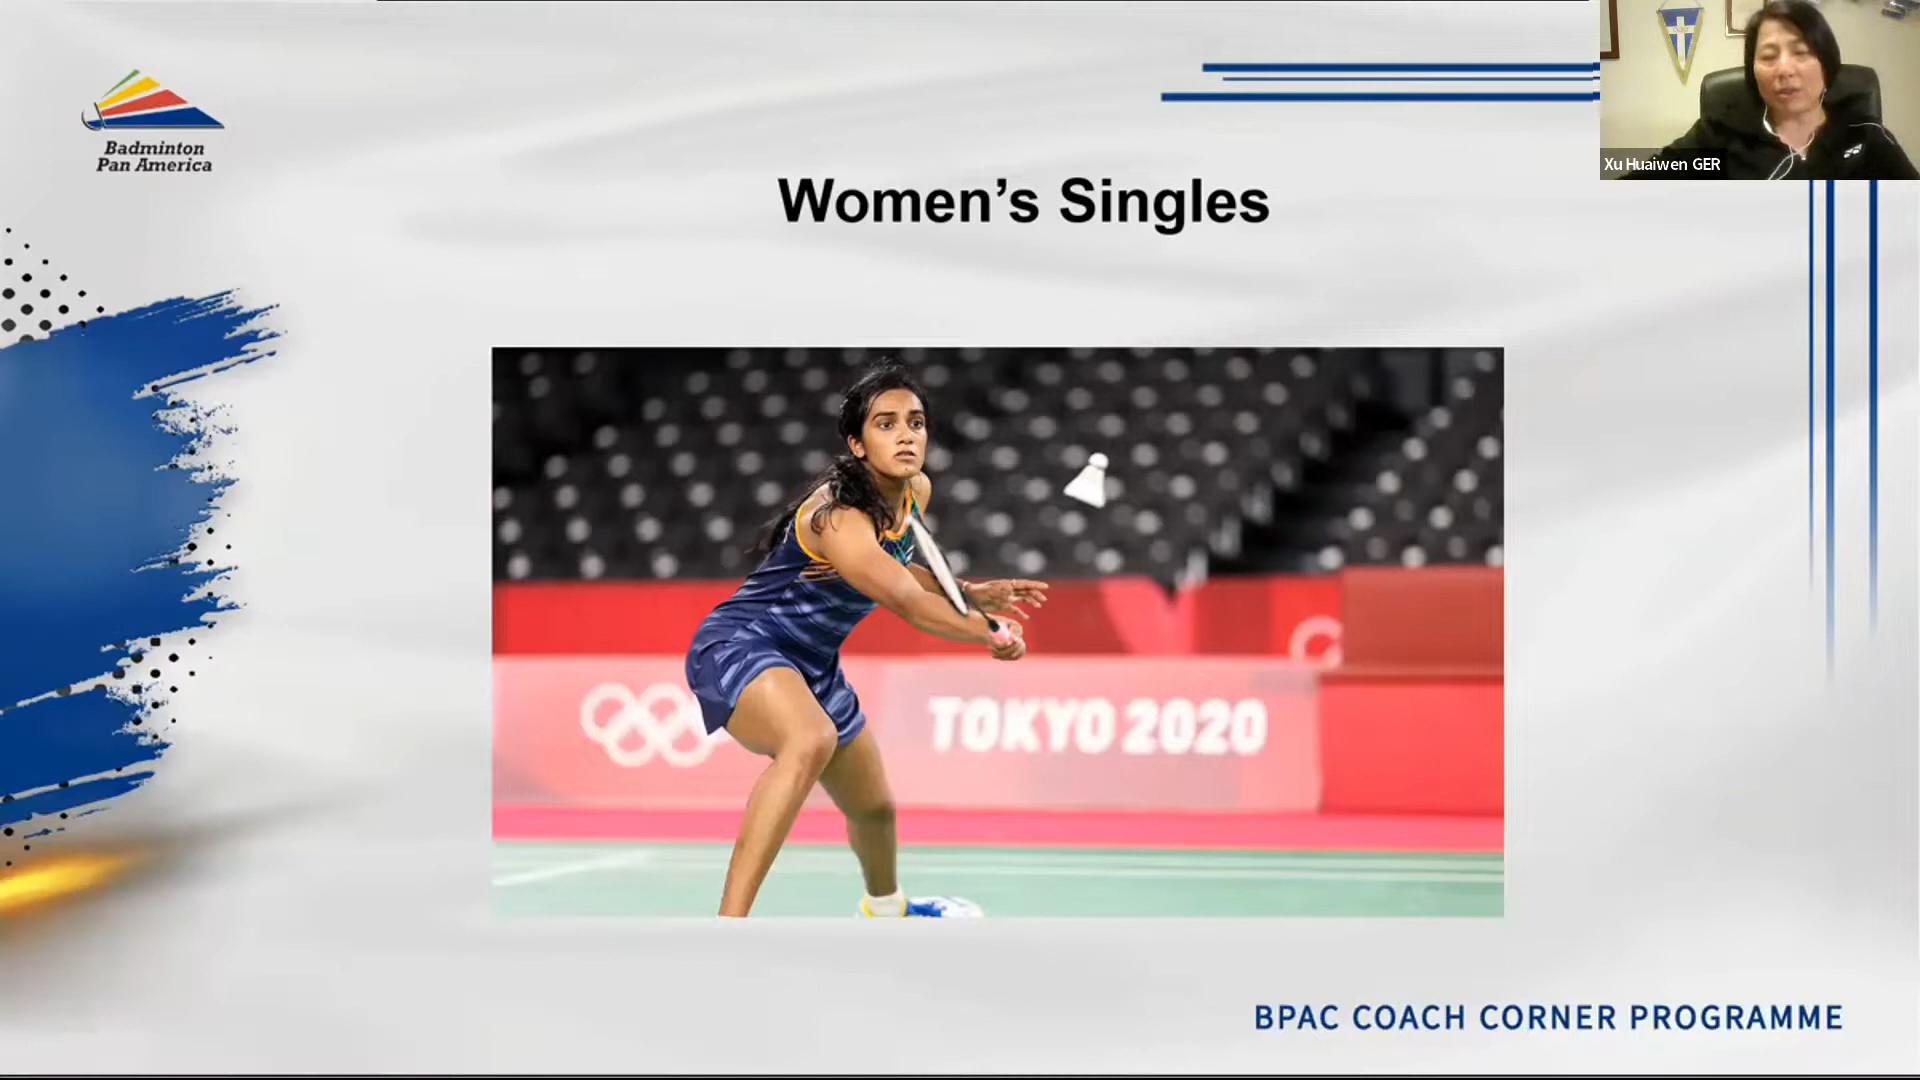 Badminton
Pan America
Xu Huaiwen GER
Women’s Singles
TOKYO 2020
BPAC COACH CORNER PROGRAMME